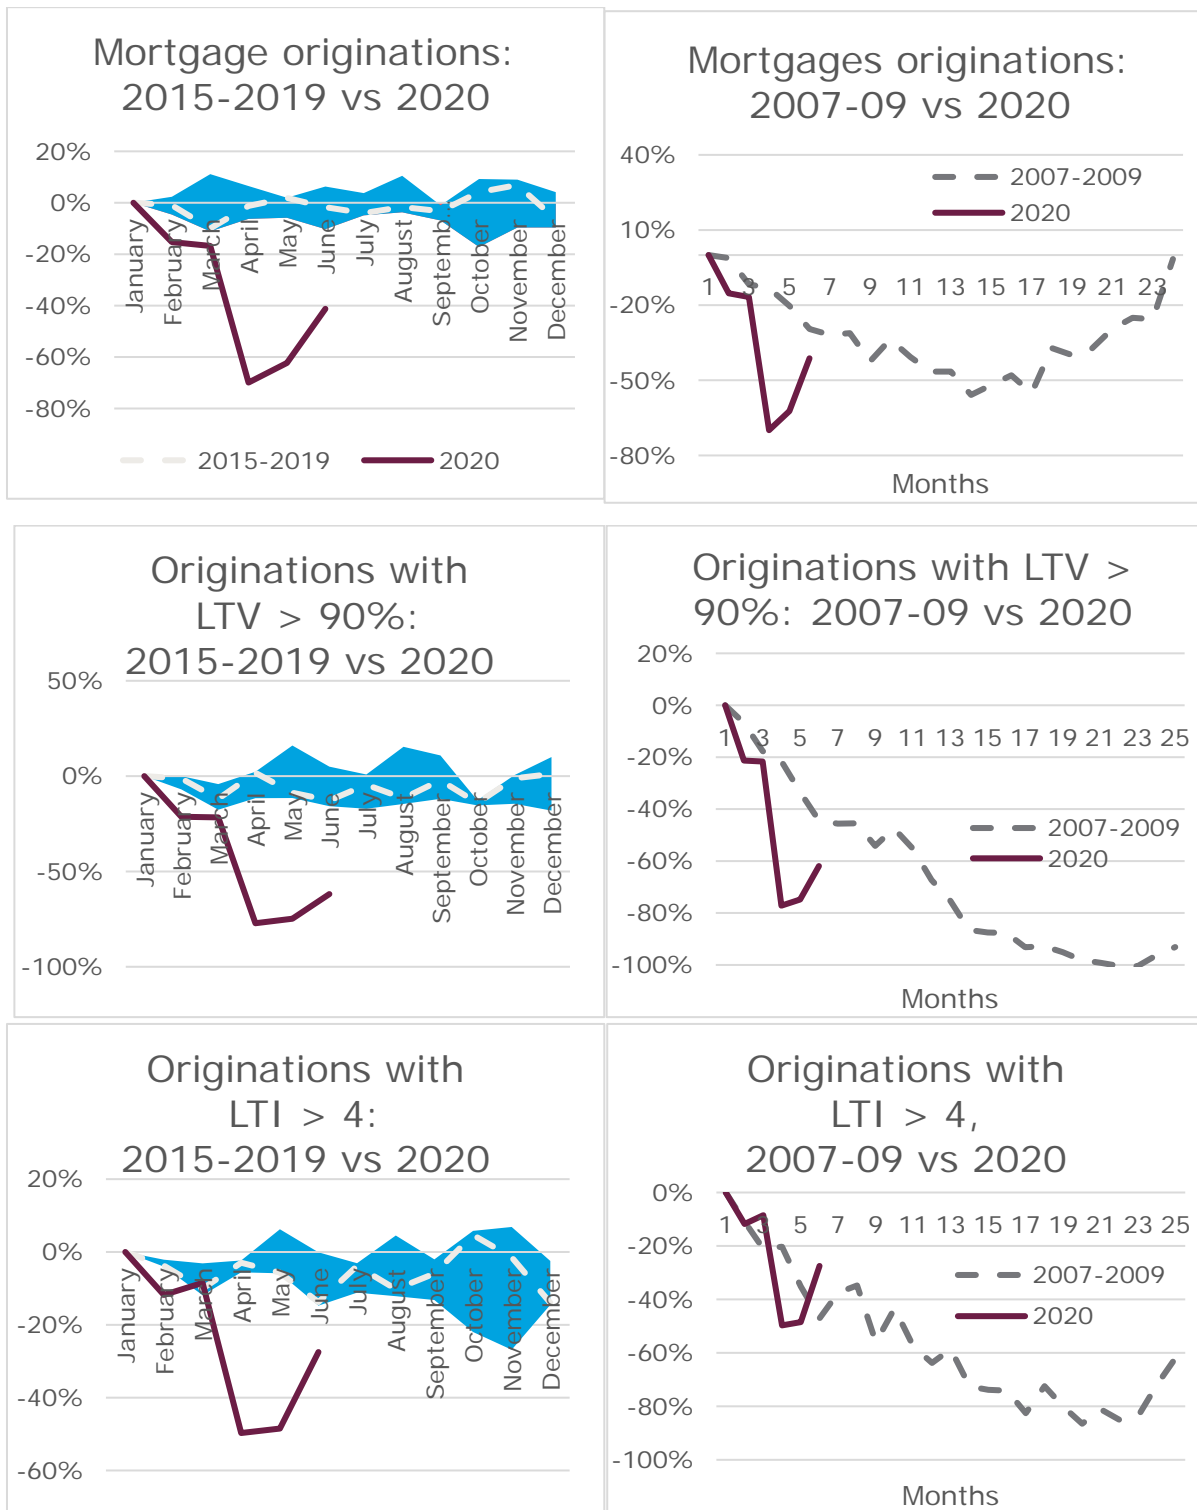 Mortgage originations:
2015-2019 vs 2020
20%
0%
-20%
-40%
-60%
-80%
January
February
March
April
May
June
July
August
Septemb...
October
November
December
2015-2019
2020
Mortgages originations:
2007-09 vs 2020
40%
10%
-20%
-50%
-80%
1 3 5 7 9 11 13 15 17 19 21 23
2007-2009
2020
Months
Originations with
LTV > 90%:
2015-2019 vs 2020
50%
0%
-50%
-100%
January
February
March
April
May
June
July
August
September
October
November
December
Originations with LTV >
90%: 2007-09 vs 2020
20%
0%
-20%
-40%
-60%
-80%
-100%
1 3 5 7 9 11 13 15 17 19 21 23 25
2007-2009
2020
Months
Originations with
LTI > 4:
2015-2019 vs 2020
20%
0%
-20%
-40%
-60%
January
February
March
April
May
June
July
August
September
October
November
December
Originations with
LTI > 4,
2007-09 vs 2020
0%
-20%
-40%
-60%
-80%
-100%
1 3 5 7 9 11 13 15 17 19 21 23 25
2007-2009
2020
Months